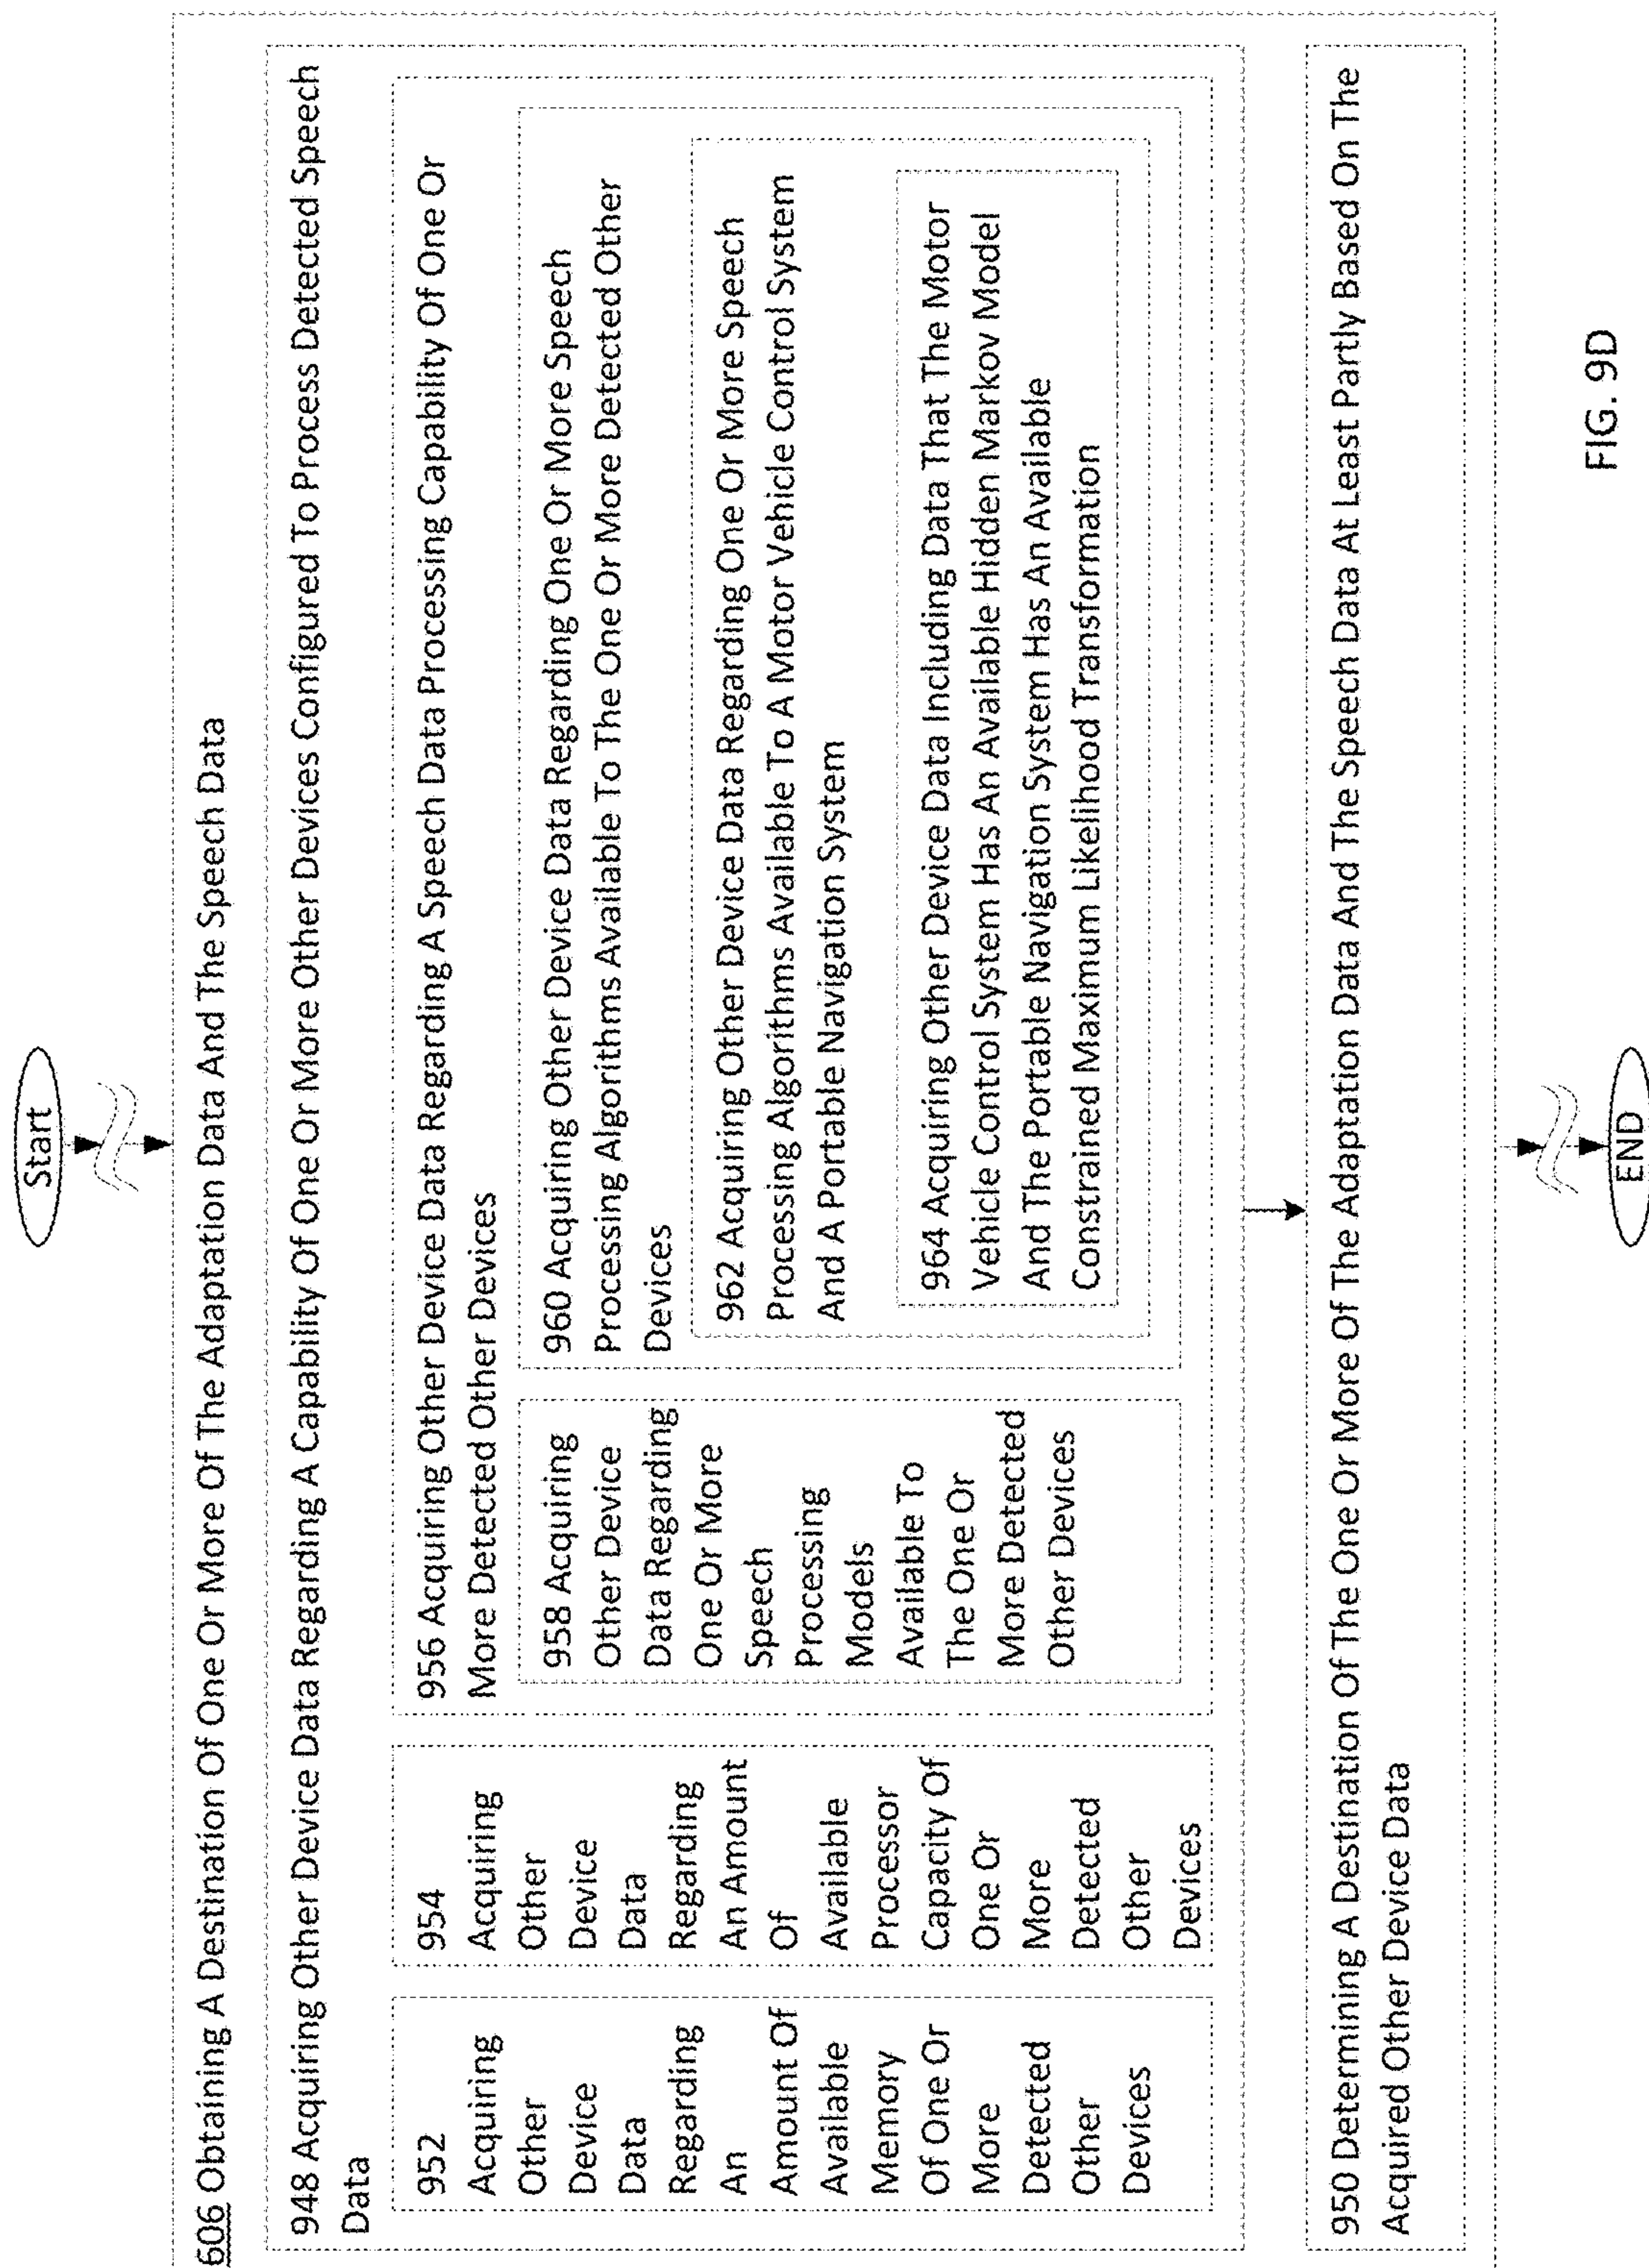 Start
606 Obtaining A Destination Of One Or More Of The Adaptation Data And The Speech Data
948 Acquiring Other Device Data Regarding A Capability Of One Or More Other Devices Configured To Process Detected Speech
Data
952
Acquiring
Other
Device
Data
Regarding
An
Amount Of
Available
Memory
Of One Or
More
Detected
Other
Devices
954
Acquiring
Other
Device
Data
Regarding
An Amount
Of
Available
Processor
Capacity Of
One Or
More
Detected
Other
Devices
956 Acquiring Other Device Data Regarding A Speech Data Processing Capability Of One Or
More Detected Other Devices
958 Acquiring
Other Device
Data Regarding
One Or More
Speech
Processing
Models
Available To
The One Or
More Detected
Other Devices
960 Acquiring Other Device Data Regarding One Or More Speech
Processing Algorithms Available To The One Or More Detected Other
Devices
962 Acquiring Other Device Data Regarding One Or More Speech
Processing Algorithms Available To A Motor Vehicle Control System
And A Portable Navigation System
964 Acquiring Other Device Data Including Data That The Motor
Vehicle Control System Has An Available Hidden Markov Model
And The Portable Navigation System Has An Available
Constrained Maximum Likelihood Transformation
950 Determining A Destination Of The One Or More Of The Adaptation Data And The Speech Data At Least Partly Based On The
Acquired Other Device Data
END
FIG. 9D